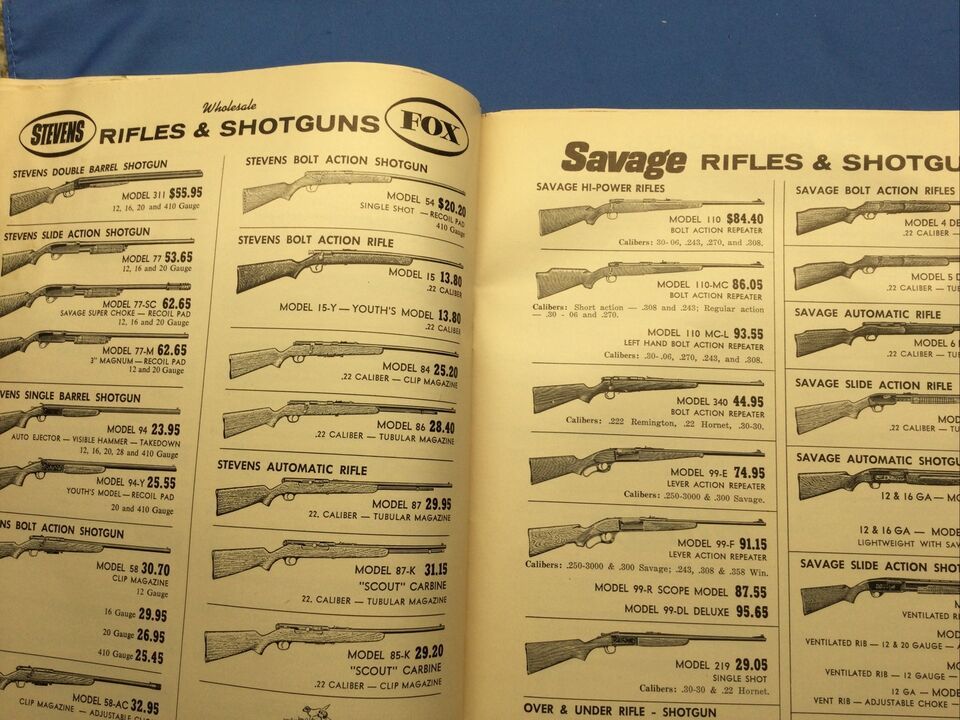 STEVENS
Wholesale
RIFLES & SHOTGUNS
FOX
STEVENS DOUBLE BARREL SHOTGUN
MODEL 311 $55.95
12, 16, 20 and 410 Gauge
STEVENS SLIDE ACTION SHOTGUN
MODEL 77 53.65
12, 16 and 20 Gauge
MODEL 77-SC 62.65
SAVAGE SUPER CHOKE — RECOIL PAD
12, 16 and 20 Gauge
MODEL 77-M 62.65
3" MAGNUM — RECOIL PAD
12 and 20 Gauge
VENS SINGLE BARREL SHOTGUN
MODEL 94 23.95
AUTO EJECTOR — VISIBLE HAMMER — TAKEDOWN
12, 16, 20, 28 and 410 Gauge
MODEL 94-Y 25.55
YOUTH'S MODEL — RECOIL PAD
20 and 410 Gauge
NS BOLT ACTION SHOTGUN
MODEL 58 30.70
CLIP MAGAZINE
12 Gauge
16 Gauge 29.95
20 Gauge 26.95
410 Gauge 25.45
MODEL 58-AC 32.95
CLIP MAGAZINE — ADJUSTABLE
STEVENS BOLT ACTION SHOTGUN
MODEL 54 $20.20
SINGLE SHOT — RECOIL PAD
410 Gauge
STEVENS BOLT ACTION RIFLE
MODEL 15 13.80
.22 CALIBER
MODEL 15-Y — YOUTH'S MODEL 13.80
.22 CALIBER
MODEL 84 25.20
.22 CALIBER — CLIP MAGAZINE
MODEL 86 28.40
.22 CALIBER — TUBULAR MAGAZINE
STEVENS AUTOMATIC RIFLE
MODEL 87 29.95
22. CALIBER — TUBULAR MAGAZINE
MODEL 87-K 31.15
"SCOUT" CARBINE
22. CALIBER — TUBULAR MAGAZINE
MODEL 85-K 29.20
"SCOUT" CARBINE
.22 CALIBER — CLIP MAGAZINE
Savage RIFLES & SHOTGU
SAVAGE HI-POWER RIFLES
MODEL 110 $84.40
BOLT ACTION REPEATER
Calibers: 30-06, .243, .270, and .308.
MODEL 110-MC 86.05
BOLT ACTION REPEATER
Calibers: Short action — .308 and .243; Regular action
— .30 - 06 and .270.
MODEL 110 MC-L 93.55
LEFT HAND BOLT ACTION REPEATER
Calibers: .30-.06, .270, .243, and .308.
MODEL 340 44.95
BOLT ACTION REPEATER
Calibers: .222 Remington, .22 Hornet, .30-30.
MODEL 99-E 74.95
LEVER ACTION REPEATER
Calibers: .250-3000 & .300 Savage.
MODEL 99-F 91.15
LEVER ACTION REPEATER
Calibers: .250-3000 & .300 Savage; .243, .308 & .358 Win.
MODEL 99-R SCOPE MODEL 87.55
MODEL 99-DL DELUXE 95.65
MODEL 219 29.05
SINGLE SHOT
Calibers: .30-30 & .22 Hornet.
OVER & UNDER RIFLE - SHOTGUN
SAVAGE BOLT ACTION RIFLES
MODEL 4 DE
.22 CALIBER —
MODEL 5 D
.22 CALIBER — TU
SAVAGE AUTOMATIC RIFLE
MODEL 6
.22 CALIBER — TU
SAVAGE SLIDE ACTION RIFLE
MODE
.22 CALIBER — TU
SAVAGE AUTOMATIC SHOTGU
12 & 16 GA — MO
12 & 16 GA — MODE
LIGHTWEIGHT WITH SAV
SAVAGE SLIDE ACTION SHOT
VENTILATED RI
MOD
VENTILATED RIB — 12 & 20 GAUGE —
VENTILATED RIB — 12 GAUGE —
12 GA — MOD
VENT RIB — ADJUSTABLE CHOKE —